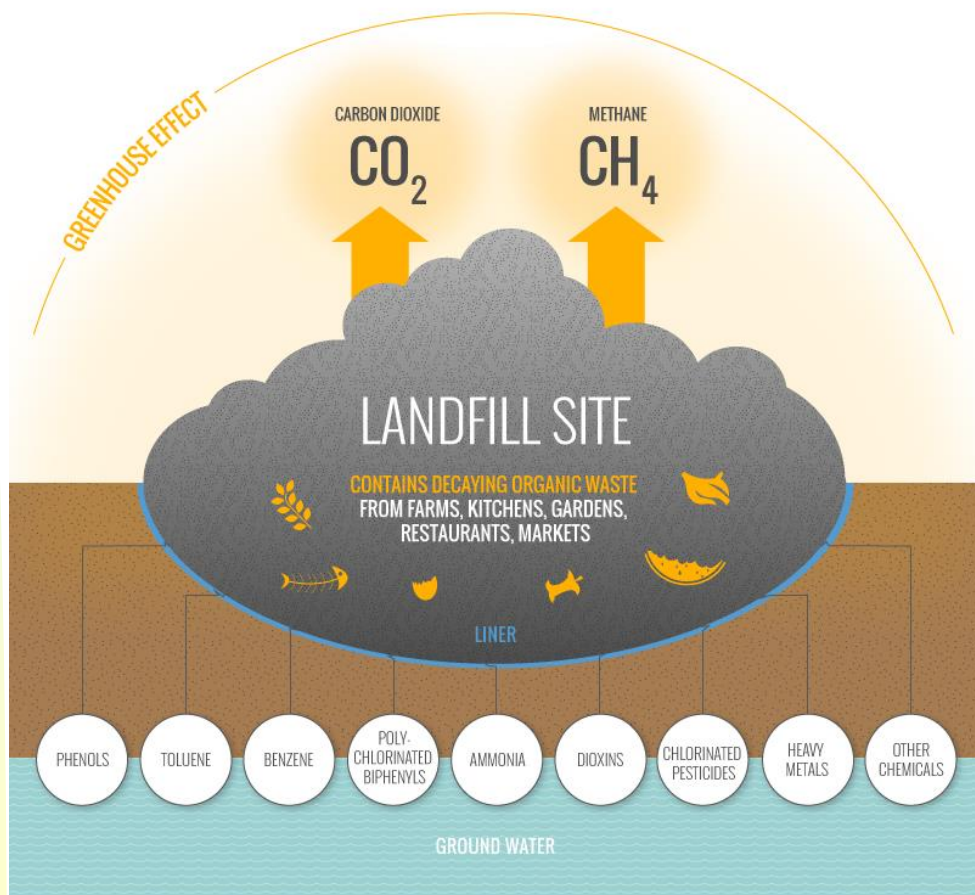 GREENHOUSE EFFECT
CARBON DIOXIDE
CO₂
METHANE
CH₄
LANDFILL SITE
CONTAINS DECAYING ORGANIC WASTE
FROM FARMS, KITCHENS, GARDENS,
RESTAURANTS, MARKETS
LINER
PHENOLS
TOLUENE
BENZENE
POLY-
CHLORINATED
BIPHENYLS
AMMONIA
DIOXINS
CHLORINATED
PESTICIDES
HEAVY
METALS
OTHER
CHEMICALS
GROUND WATER